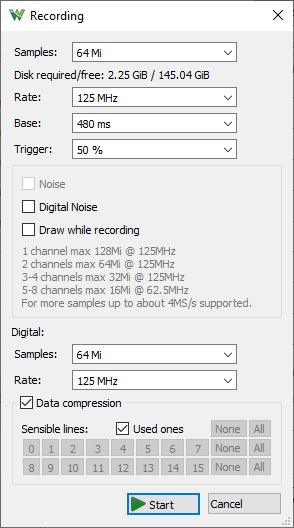 Recording
Samples: 64 Mi
Disk required/free: 2.25 GiB / 145.04 GiB
Rate: 125 MHz
Base: 480 ms
Trigger: 50 %
Noise
Digital Noise
Draw while recording
1 channel max 128Mi @ 125MHz
2 channel max 64Mi @ 125MHz
3-4 channels max 32Mi @ 125MHz
5-8 channels max 16Mi @ 62.5MHz
For more samples up to about 4MS/s supported.
Digital:
Samples: 64 Mi
Rate: 125 MHz
Data compression
Sensible lines: Used ones None All
0 1 2 3 4 5 6 7 None All
8 9 10 11 12 13 14 15 None All
Start Cancel